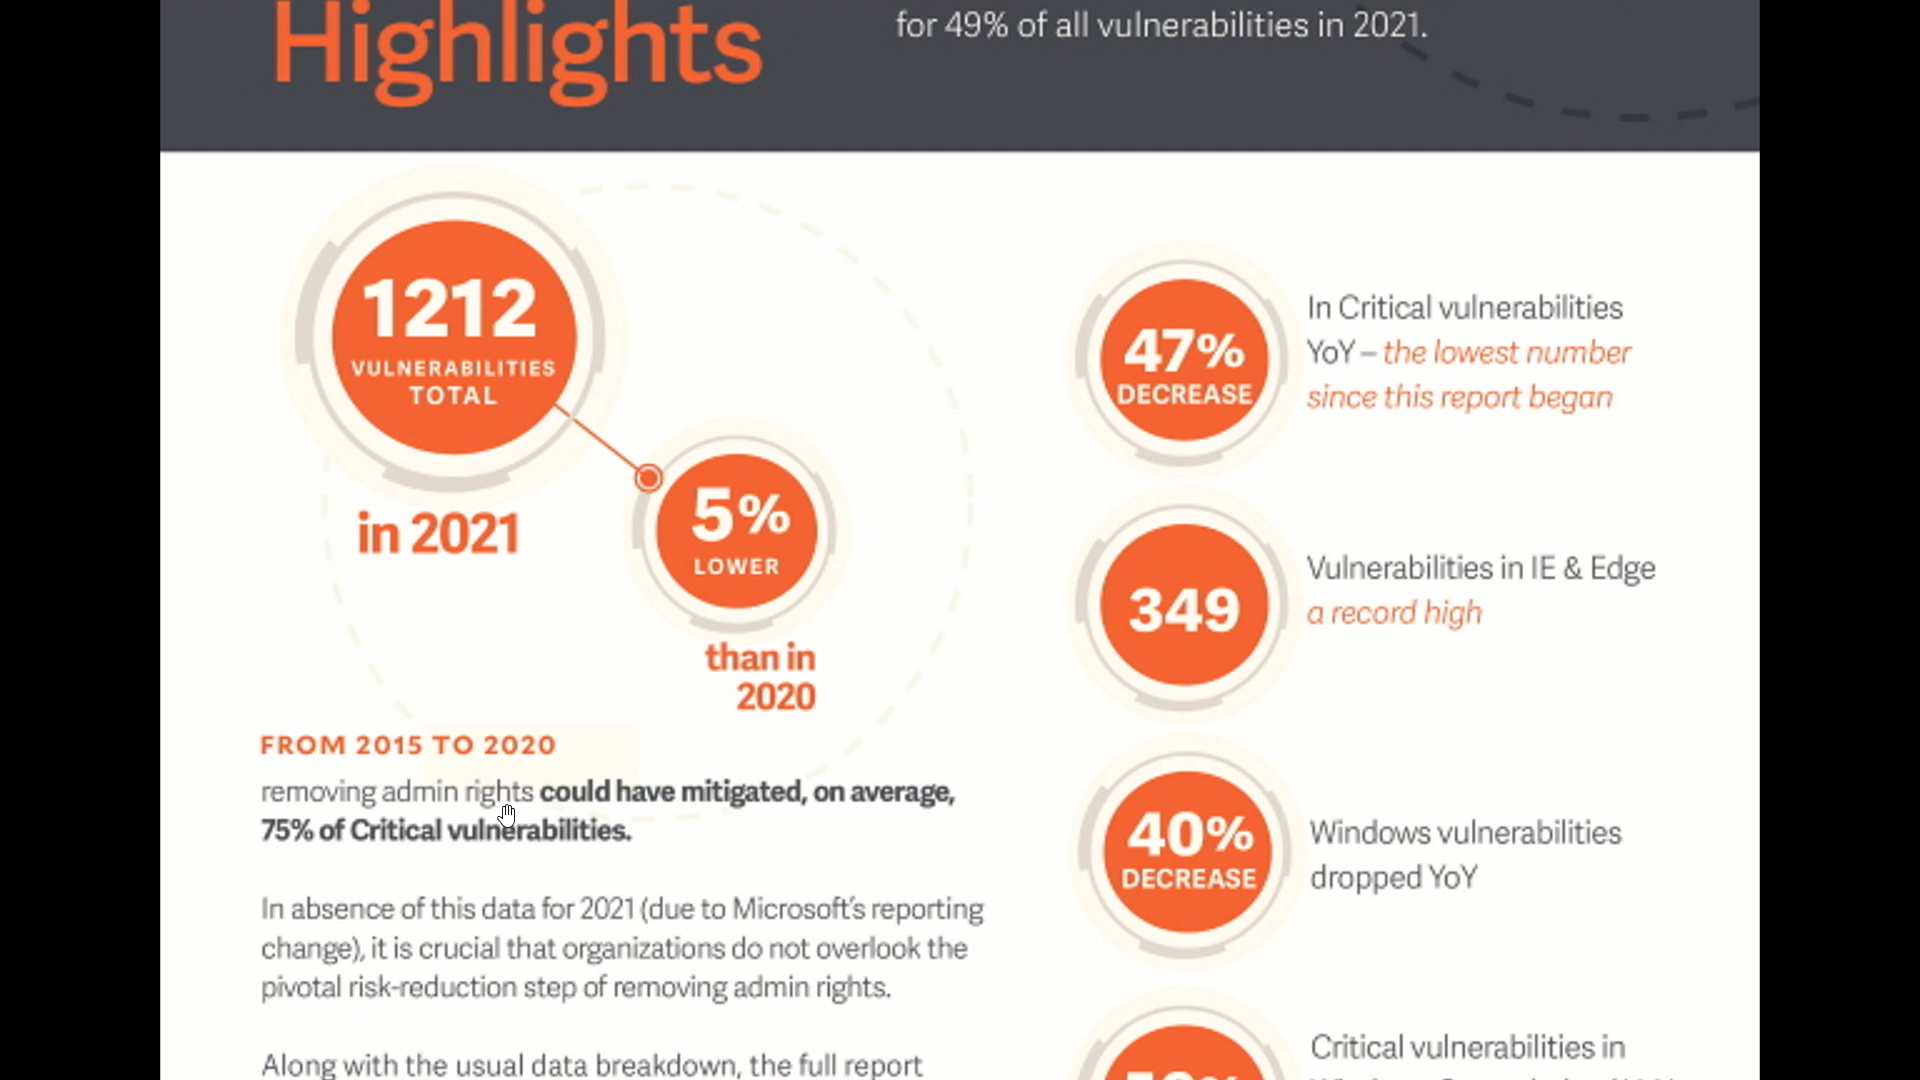 Highlights
for 49% of all vulnerabilities in 2021.
1212
VULNERABILITIES
TOTAL
in 2021
5%
LOWER
than in
2020
FROM 2015 TO 2020
removing admin rights could have mitigated, on average,
75% of Critical vulnerabilities.
In absence of this data for 2021 (due to Microsoft's reporting
change), it is crucial that organizations do not overlook the
pivotal risk-reduction step of removing admin rights.
Along with the usual data breakdown, the full report
47%
DECREASE
In Critical vulnerabilities
YoY – the lowest number
since this report began
349
Vulnerabilities in IE & Edge
a record high
40%
DECREASE
Windows vulnerabilities
dropped YoY
Critical vulnerabilities in